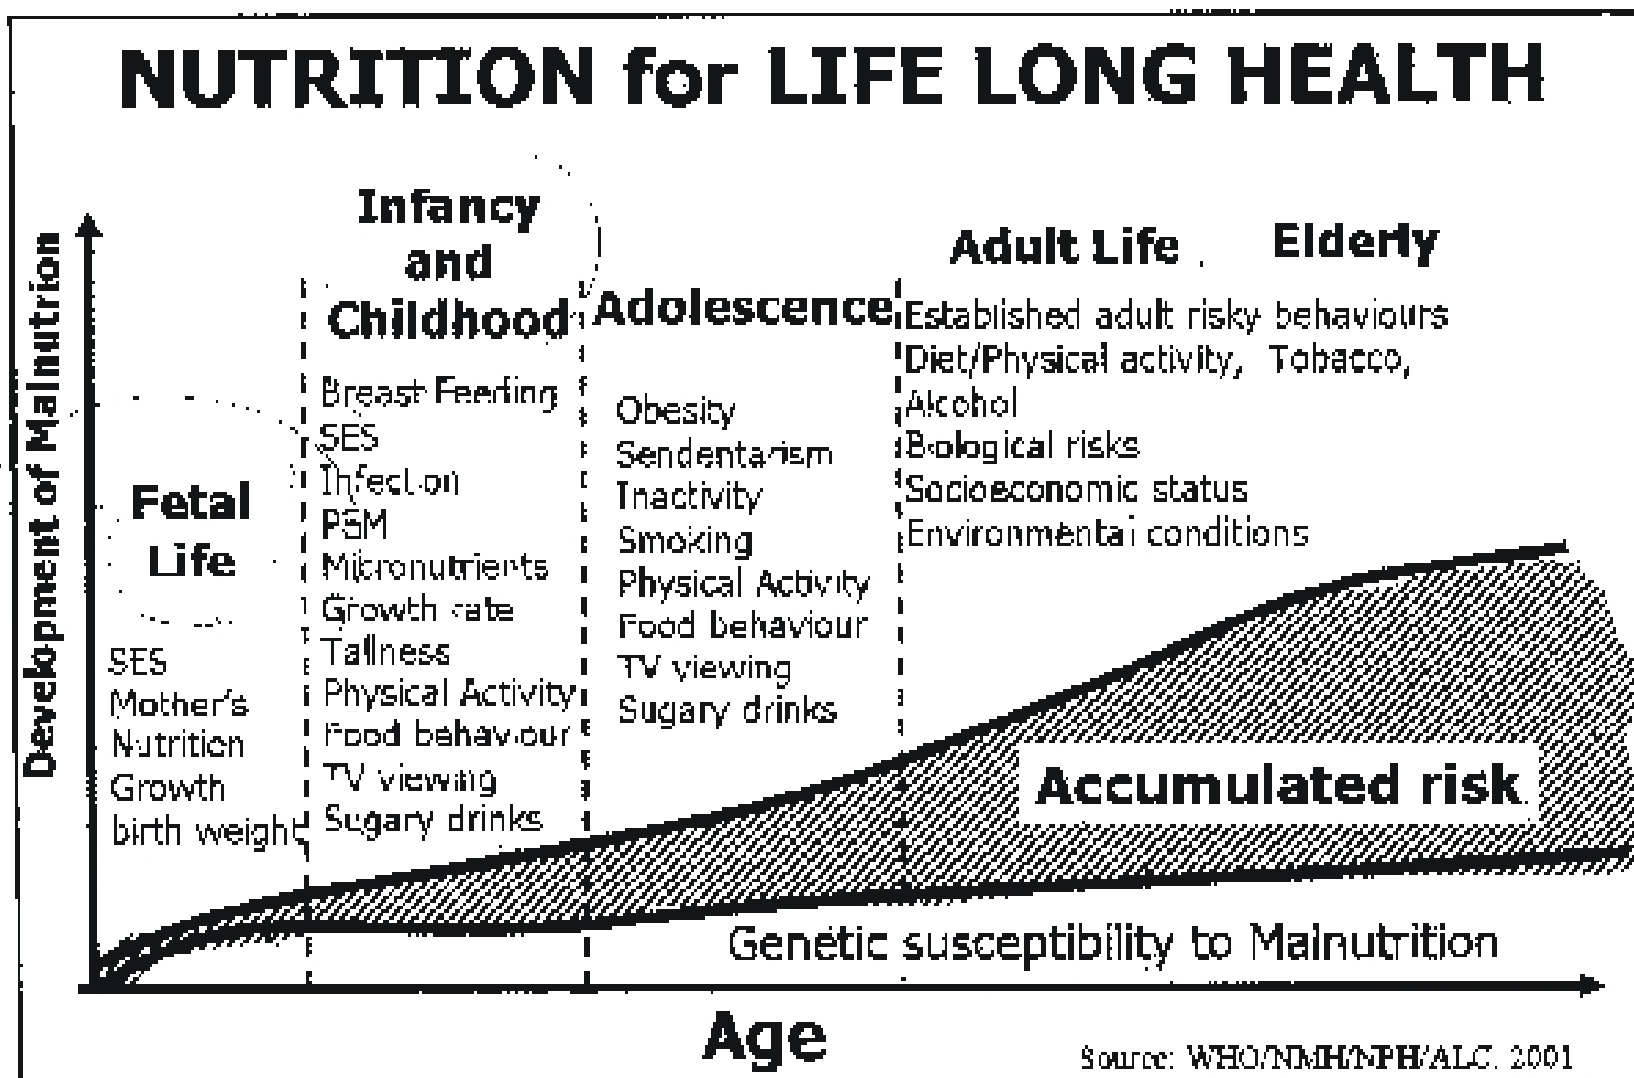 NUTRITION for LIFE LONG HEALTH
Development of Malnutrion
Fetal
Life
SES
Mother's
Nutrition
Growth
birth weight
Infancy
and
Childhood
Breast Feeding
SES
Infection
PEM
Micronutrients
Growth rate
Tallness
Physical Activity
Food behaviour
TV viewing
Sugary drinks
Adolescence
Obesity
Sendentarism
Inactivity
Smoking
Physical Activity
Food behaviour
TV viewing
Sugary drinks
Adult Life Elderly
Established adult risky behaviours
Diet/Physical activity, Tobacco,
Alcohol
Biological risks
Socioeconomic status
Environmental conditions
Accumulated risk
Genetic susceptibility to Malnutrition
Age
Source: WHO/NMH/NPH/ALC. 2001